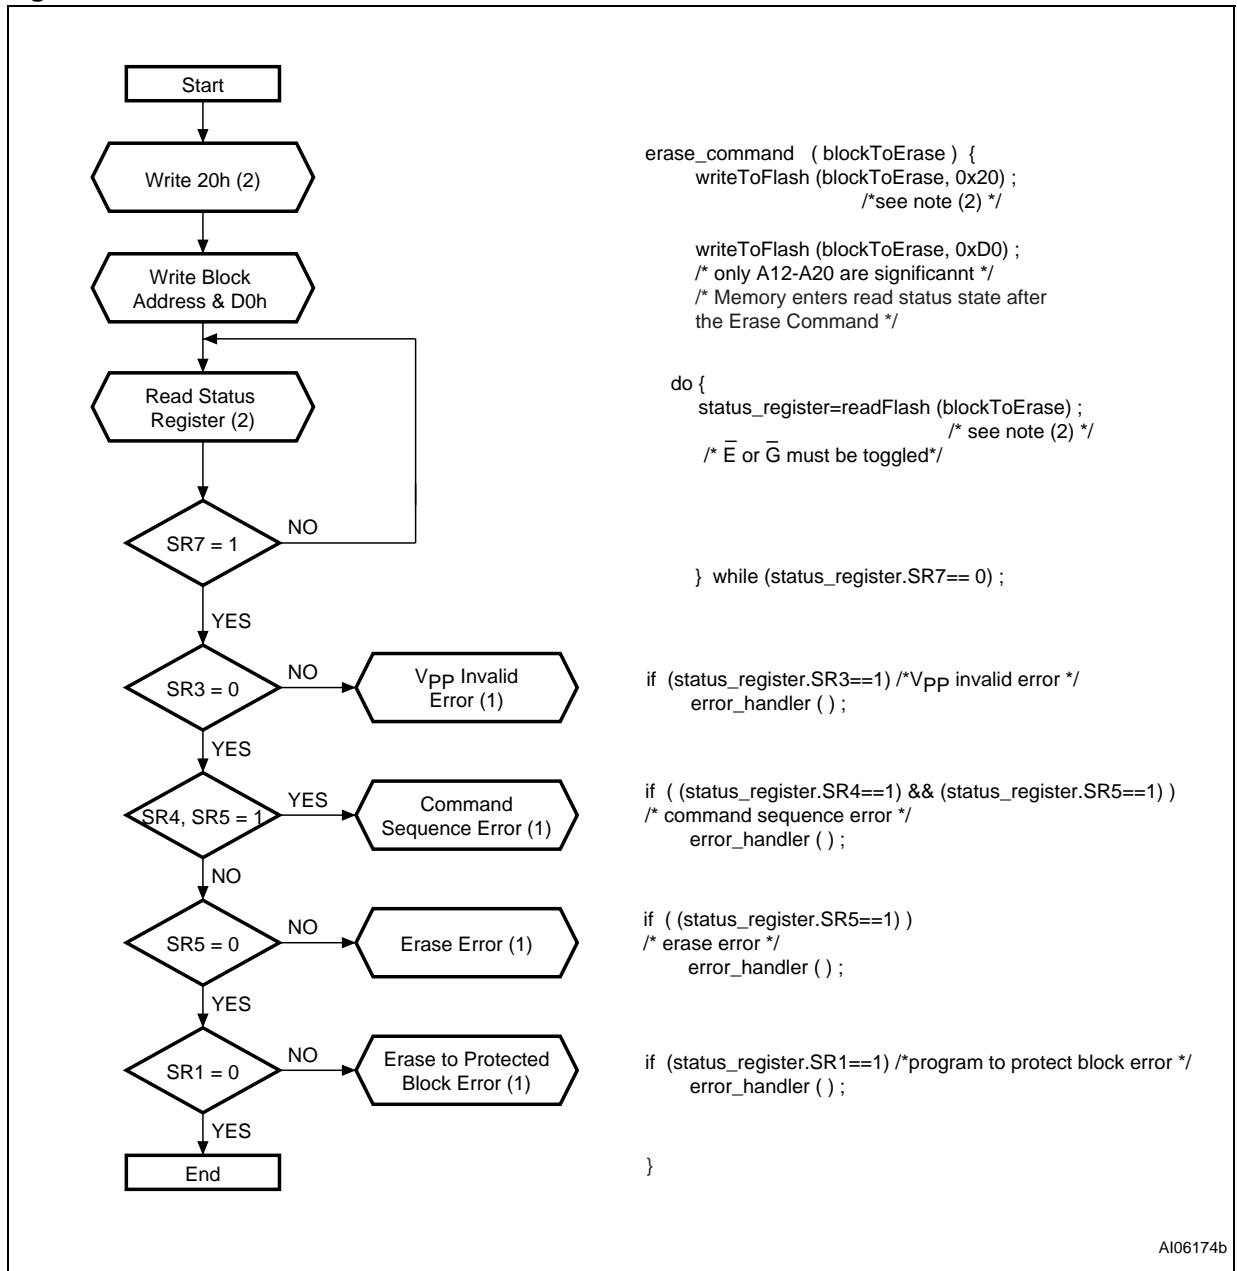 Start
Write 20h (2)
Write Block
Address & D0h
Read Status
Register (2)
SR7 = 1
NO
YES
SR3 = 0
NO
VPP Invalid
Error (1)
YES
SR4, SR5 = 1
YES
Command
Sequence Error (1)
NO
SR5 = 0
NO
Erase Error (1)
YES
SR1 = 0
NO
Erase to Protected
Block Error (1)
YES
End
erase_command ( blockToErase ) {
writeToFlash (blockToErase, 0x20) ;
/*see note (2) */
writeToFlash (blockToErase, 0xD0) ;
/* only A12-A20 are significannt */
/* Memory enters read status state after
the Erase Command */
do {
status_register=readFlash (blockToErase) ;
/* see note (2) */
/* E̅ or G̅ must be toggled*/
} while (status_register.SR7== 0) ;
if (status_register.SR3==1) /*VPP invalid error */
error_handler ( ) ;
if ( (status_register.SR4==1) && (status_register.SR5==1) )
/* command sequence error */
error_handler ( ) ;
if ( (status_register.SR5==1) )
/* erase error */
error_handler ( ) ;
if (status_register.SR1==1) /*program to protect block error */
error_handler ( ) ;
}
AI06174b